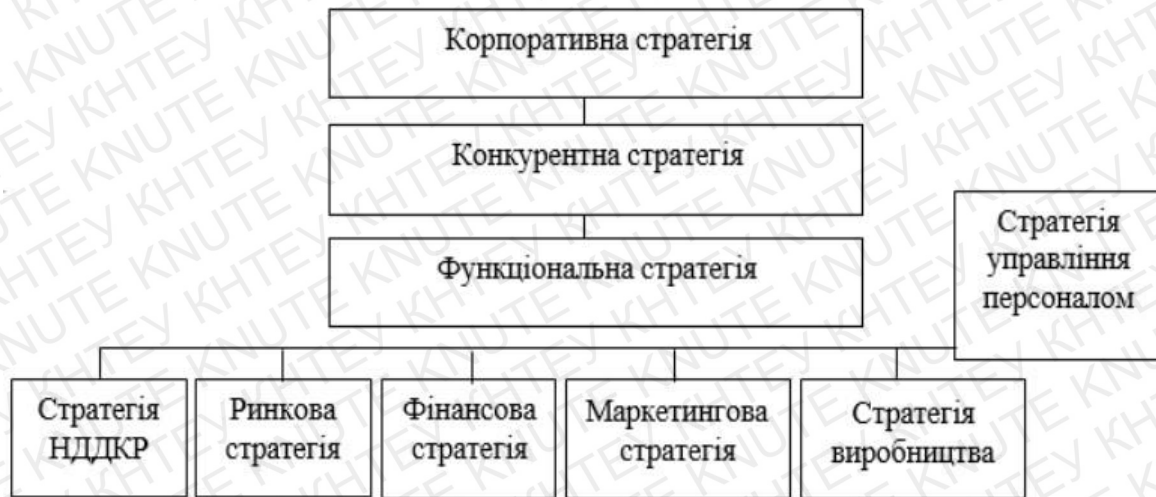 Корпоративна стратегія
Конкурентна стратегія
Функціональна стратегія
Стратегія
управління
персоналом
Стратегія
НДДКР
Ринкова
стратегія
Фінансова
стратегія
Маркетингова
стратегія
Стратегія
виробництва